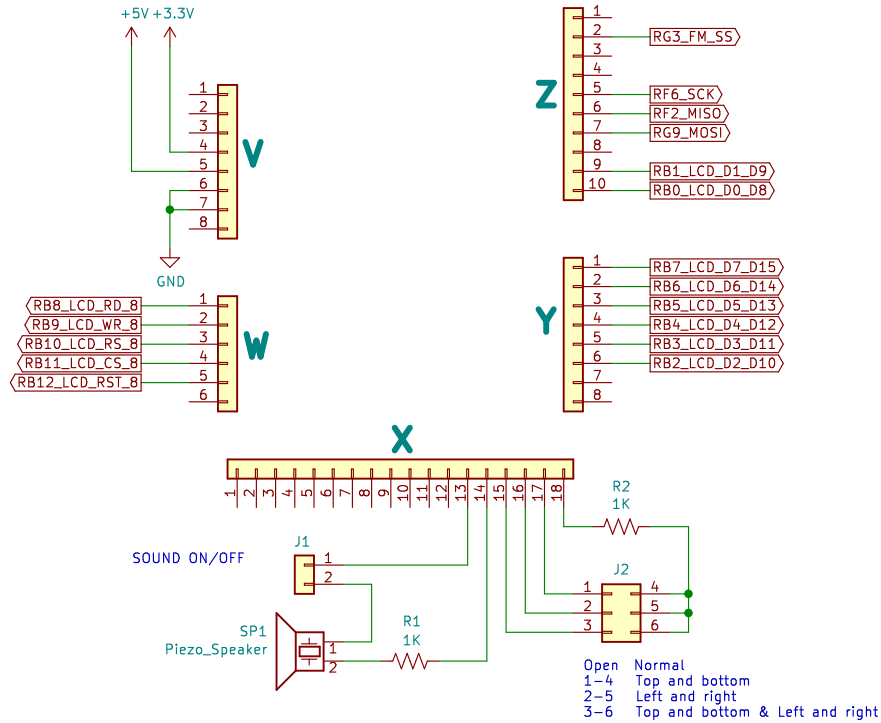 +5V +3.3V
1
2
3
4
5
6
7
8
V
GND
RB8_LCD_RD_8 1
RB9_LCD_WR_8 2
RB10_LCD_RS_8 3
RB11_LCD_CS_8 4
RB12_LCD_RST_8 5
6
W
Z
1
2 RG3_FM_SS
3
4
5 RF6_SCK
6 RF2_MISO
7 RG9_MOSI
8
9 RB1_LCD_D1_D9
10 RB0_LCD_D0_D8
Y
1 RB7_LCD_D7_D15
2 RB6_LCD_D6_D14
3 RB5_LCD_D5_D13
4 RB4_LCD_D4_D12
5 RB3_LCD_D3_D11
6 RB2_LCD_D2_D10
7
8
X
1 2 3 4 5 6 7 8 9 10 11 12 13 14 15 16 17 18
SOUND ON/OFF
J1
1
2
SP1
Piezo_Speaker
1
2
R1
1K
R2
1K
J2
1 4
2 5
3 6
Open Normal
1-4 Top and bottom
2-5 Left and right
3-6 Top and bottom & Left and right